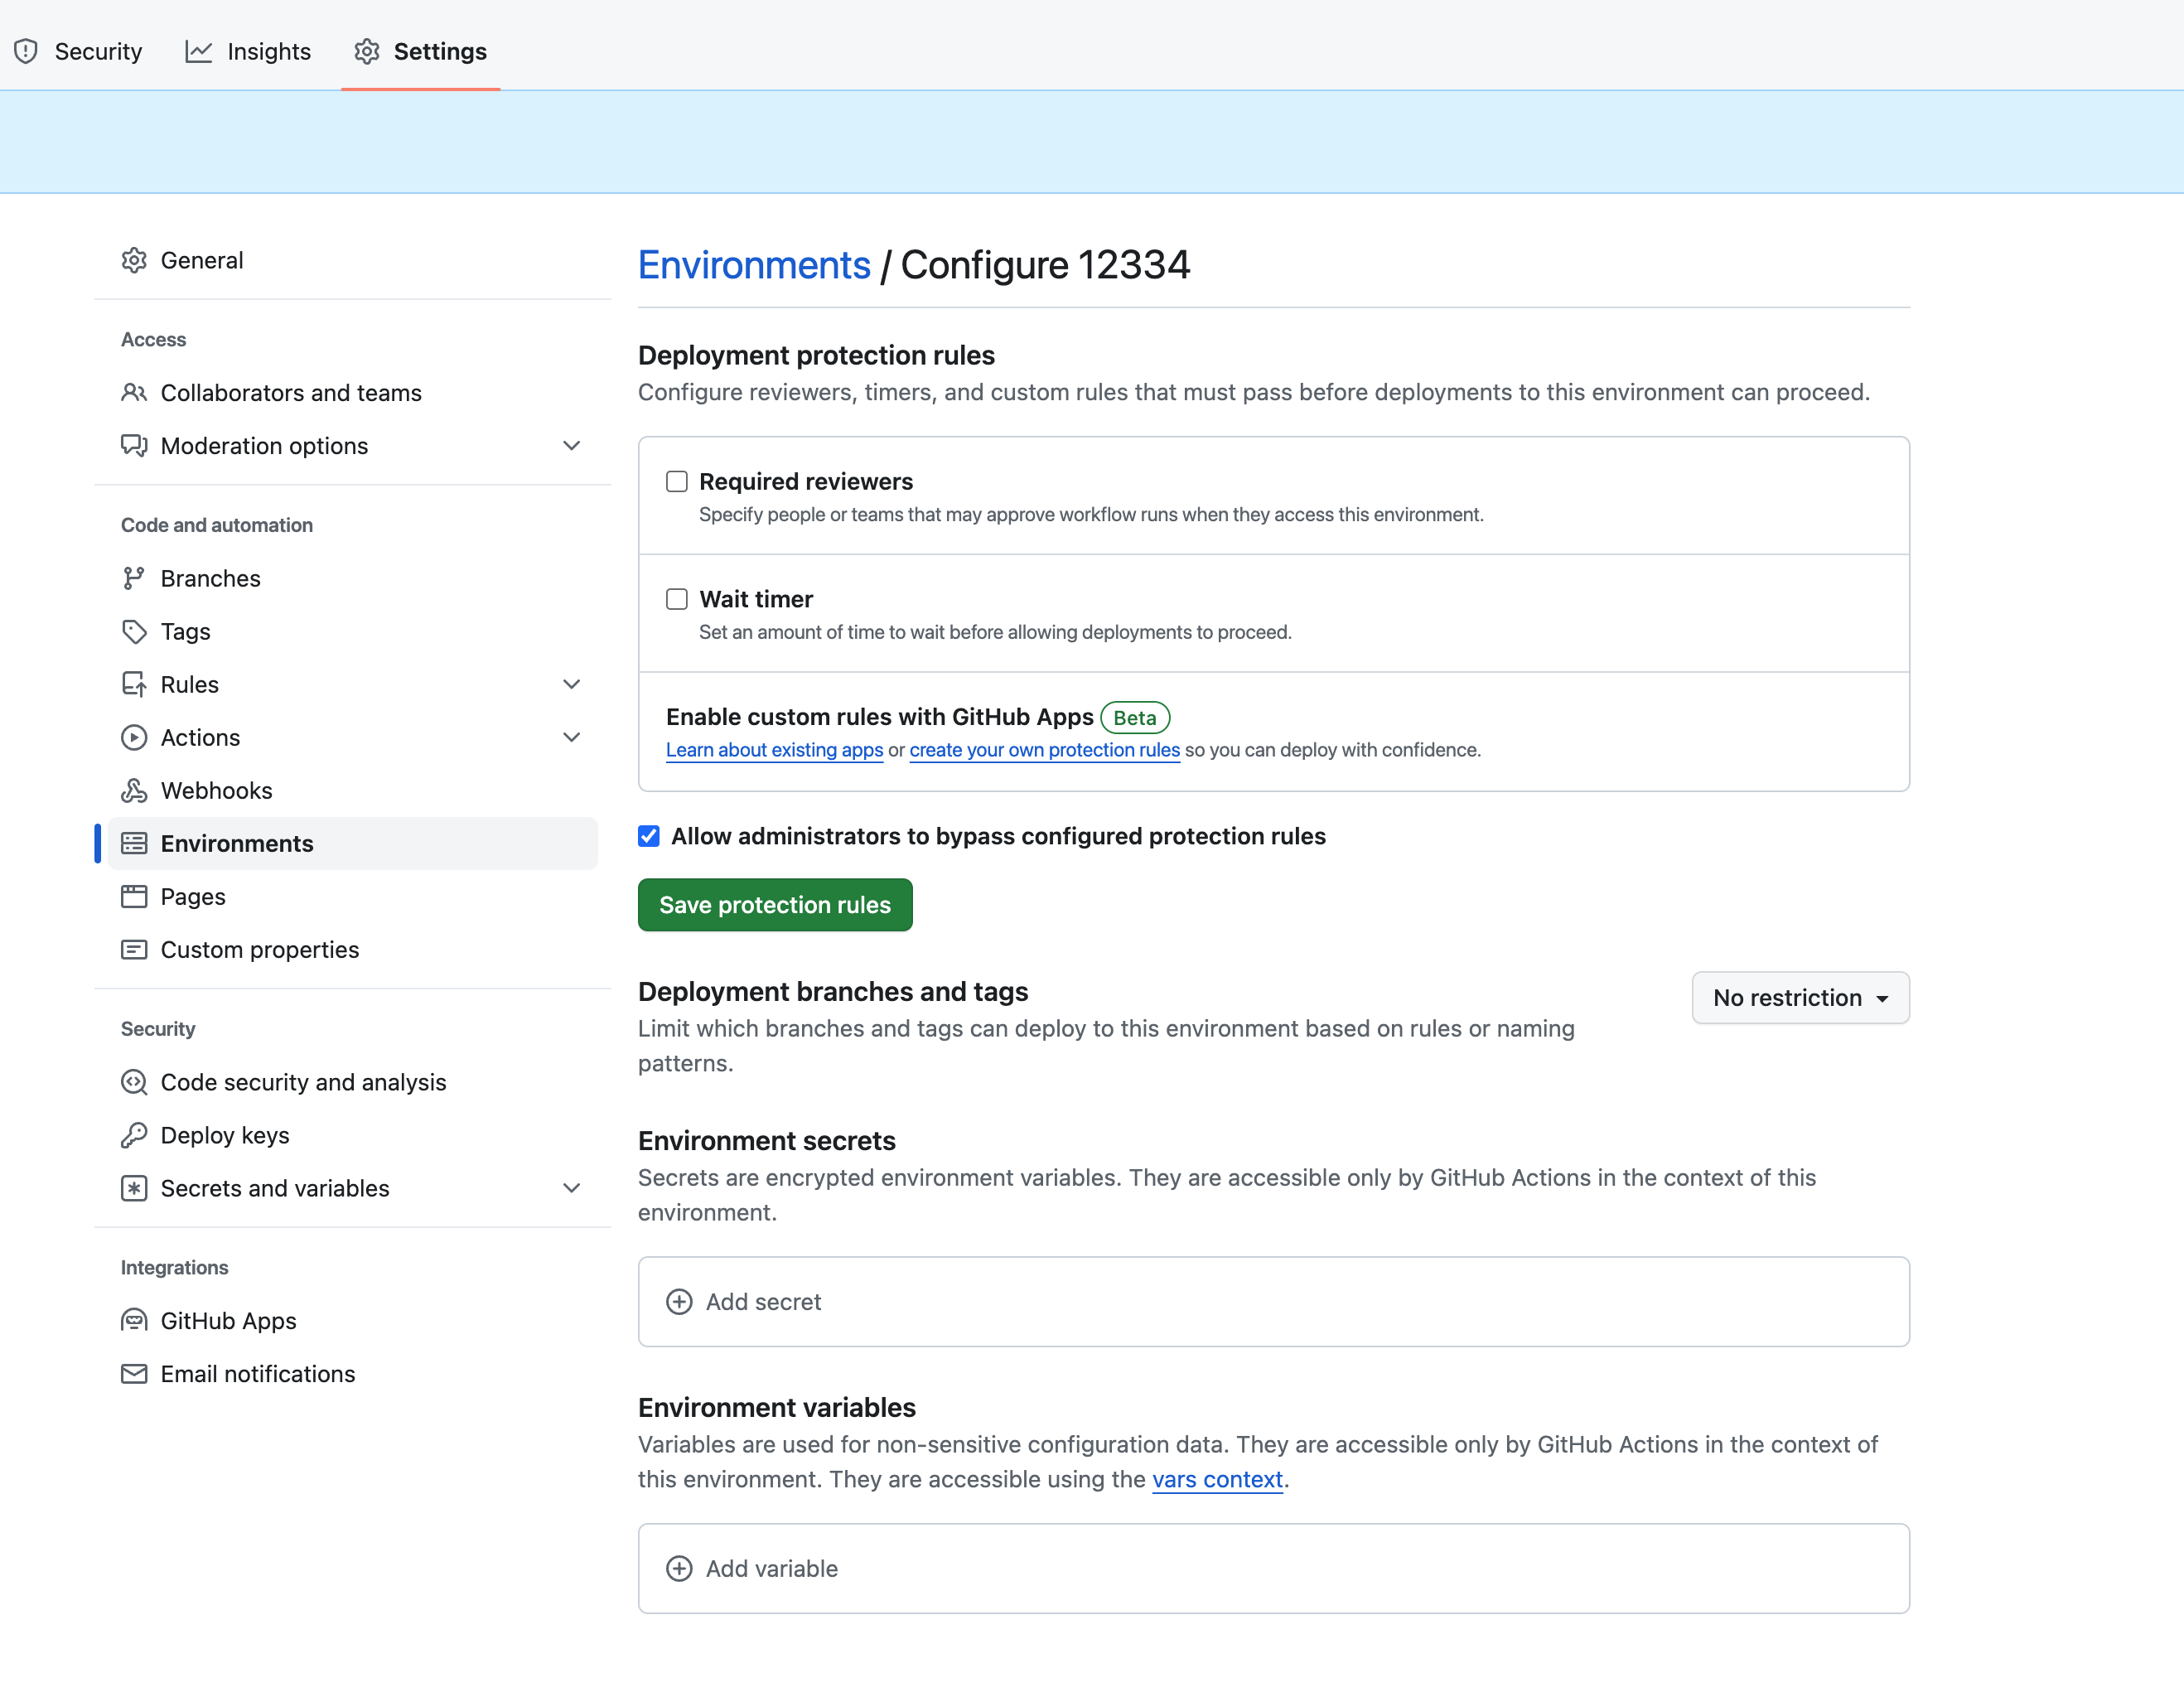 Security Insights Settings
General
Access
Collaborators and teams
Moderation options
Code and automation
Branches
Tags
Rules
Actions
Webhooks
Environments
Pages
Custom properties
Security
Code security and analysis
Deploy keys
Secrets and variables
Integrations
GitHub Apps
Email notifications
Environments / Configure 12334
Deployment protection rules
Configure reviewers, timers, and custom rules that must pass before deployments to this environment can proceed.
Required reviewers
Specify people or teams that may approve workflow runs when they access this environment.
Wait timer
Set an amount of time to wait before allowing deployments to proceed.
Enable custom rules with GitHub Apps Beta
Learn about existing apps or create your own protection rules so you can deploy with confidence.
Allow administrators to bypass configured protection rules
Save protection rules
Deployment branches and tags
Limit which branches and tags can deploy to this environment based on rules or naming
patterns.
No restriction
Environment secrets
Secrets are encrypted environment variables. They are accessible only by GitHub Actions in the context of this
environment.
Add secret
Environment variables
Variables are used for non-sensitive configuration data. They are accessible only by GitHub Actions in the context of
this environment. They are accessible using the vars context.
Add variable